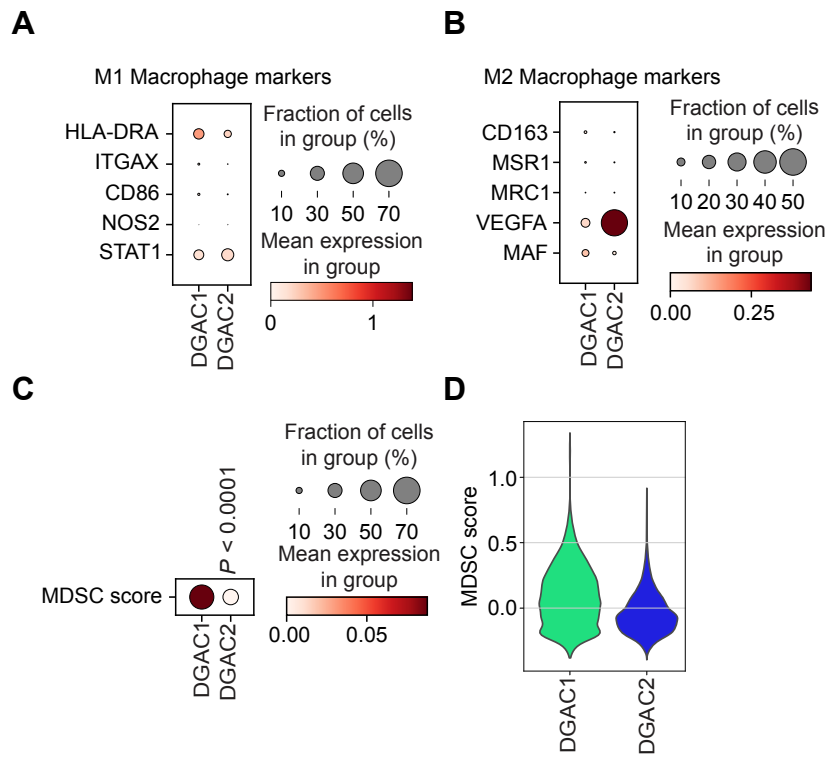 A
M1 Macrophage markers
HLA-DRA
ITGAX
CD86
NOS2
STAT1
DGAC1
DGAC2
Fraction of cells
in group (%)
10 30 50 70
Mean expression
in group
0 1
B
M2 Macrophage markers
CD163
MSR1
MRC1
VEGFA
MAF
DGAC1
DGAC2
Fraction of cells
in group (%)
10 20 30 40 50
Mean expression
in group
0.00 0.25
C
MDSC score
P < 0.0001
DGAC1
DGAC2
Fraction of cells
in group (%)
10 30 50 70
Mean expression
in group
0.00 0.05
D
MDSC score
1.0
0.5
0.0
DGAC1
DGAC2